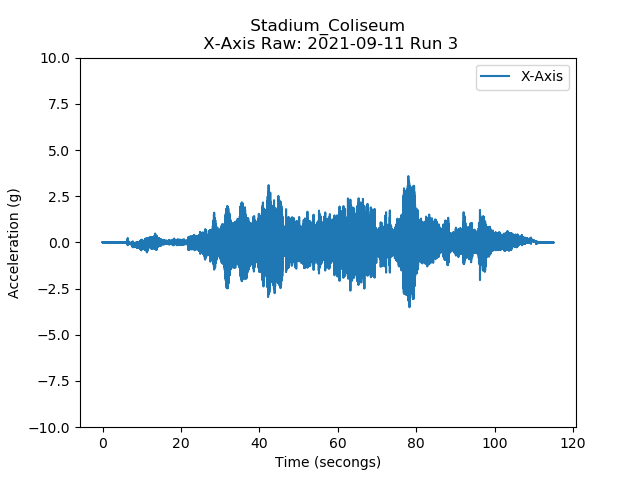 Stadium_Coliseum
X-Axis Raw: 2021-09-11 Run 3
X-Axis
10.0
7.5
5.0
2.5
0.0
−2.5
−5.0
−7.5
−10.0
Acceleration (g)
0 20 40 60 80 100 120
Time (secongs)